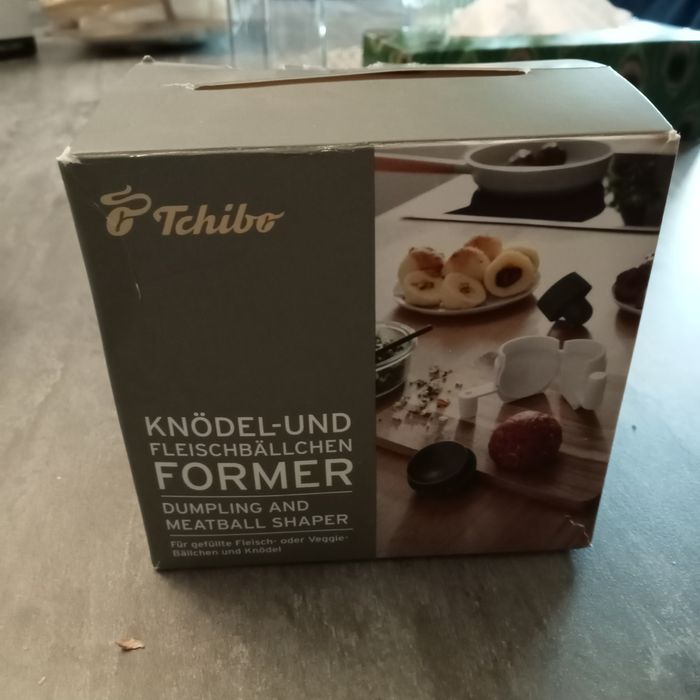 Tchibo
KNÖDEL-UND
FLEISCHBÄLLCHEN
FORMER
DUMPLING AND
MEATBALL SHAPER
Für gefüllte Fleisch- oder Veggie-
Bällchen und Knödel